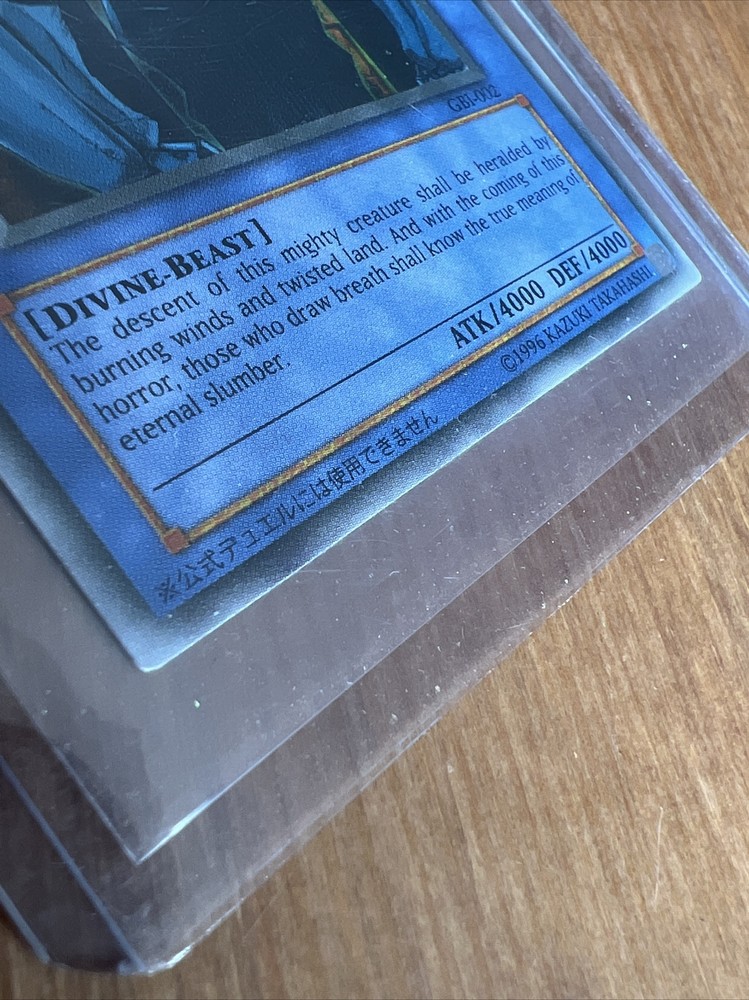 GBI-002
[DIVINE-BEAST]
The descent of this mighty creature shall be heralded by
burning winds and twisted land. And with the coming of this
horror, those who draw breath shall know the true meaning of
eternal slumber.
ATK/4000 DEF/4000
※公式デュエルには使用できません
©1996 KAZUKI TAKAHASHI